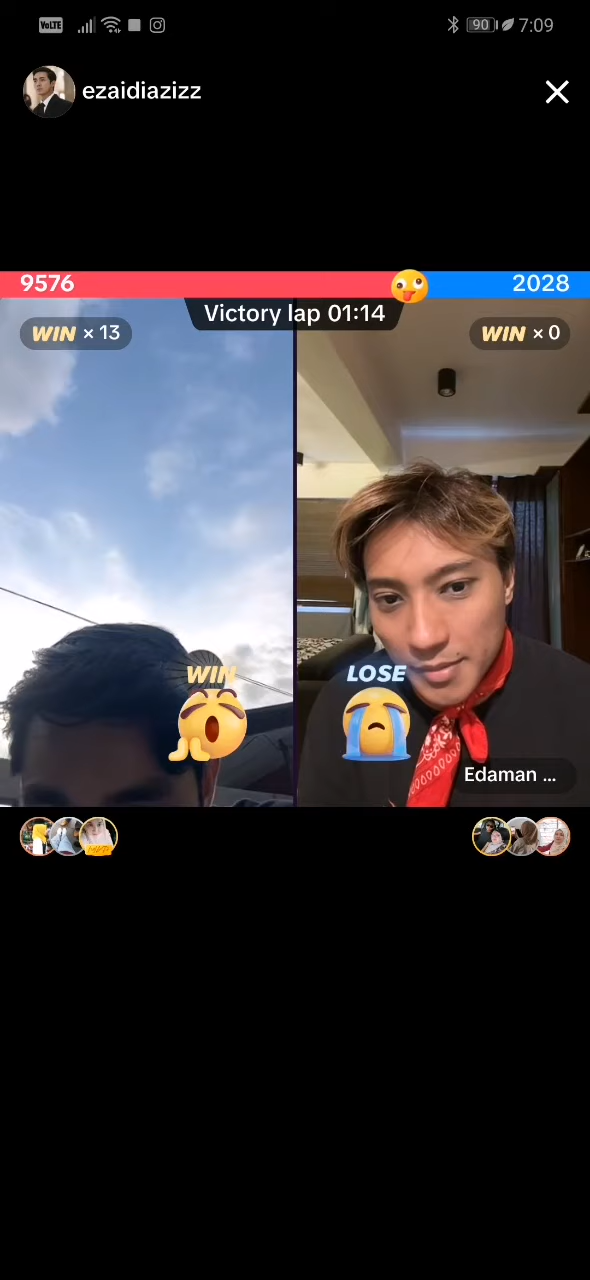 VoLTE
90
7:09
ezaidiazizz
9576
2028
Victory lap 01:14
WIN × 13
WIN × 0
WIN
LOSE
Edaman ...